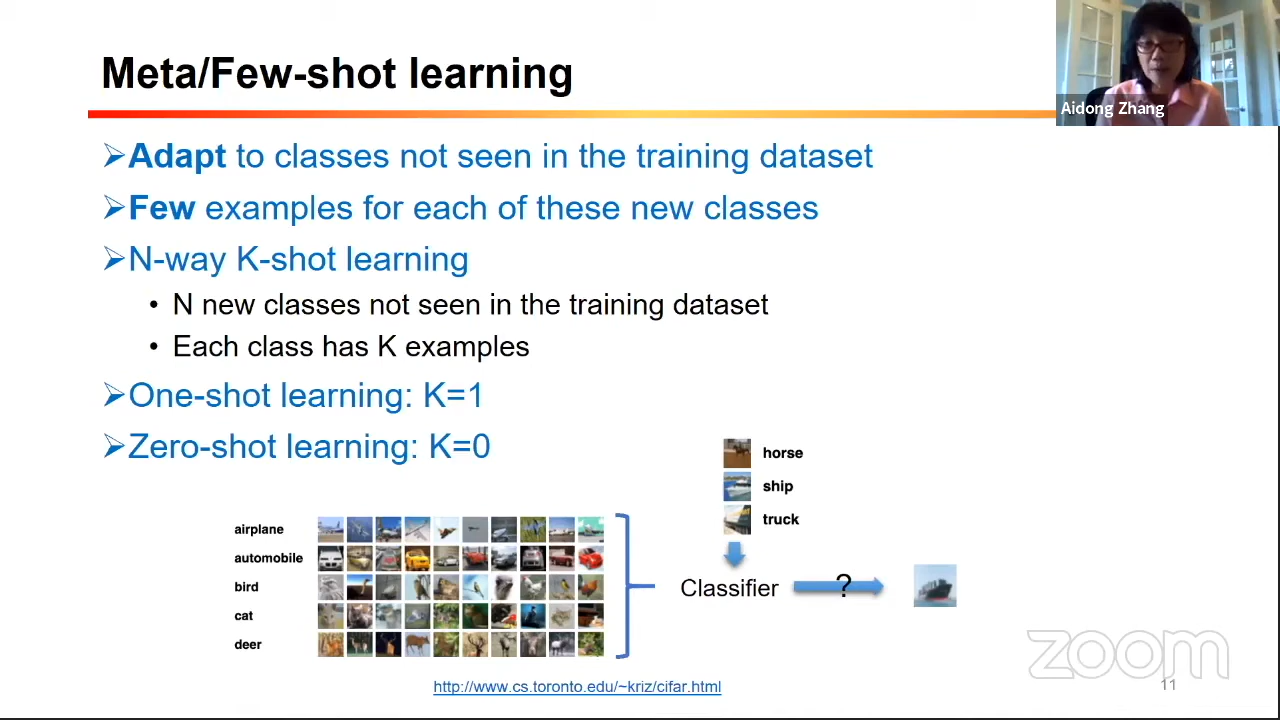 Meta/Few-shot learning
Aidong Zhang
➢Adapt to classes not seen in the training dataset
➢Few examples for each of these new classes
➢N-way K-shot learning
• N new classes not seen in the training dataset
• Each class has K examples
➢One-shot learning: K=1
➢Zero-shot learning: K=0
horse
ship
truck
airplane
automobile
bird
cat
deer
Classifier
?
http://www.cs.toronto.edu/~kriz/cifar.html
zoom
11